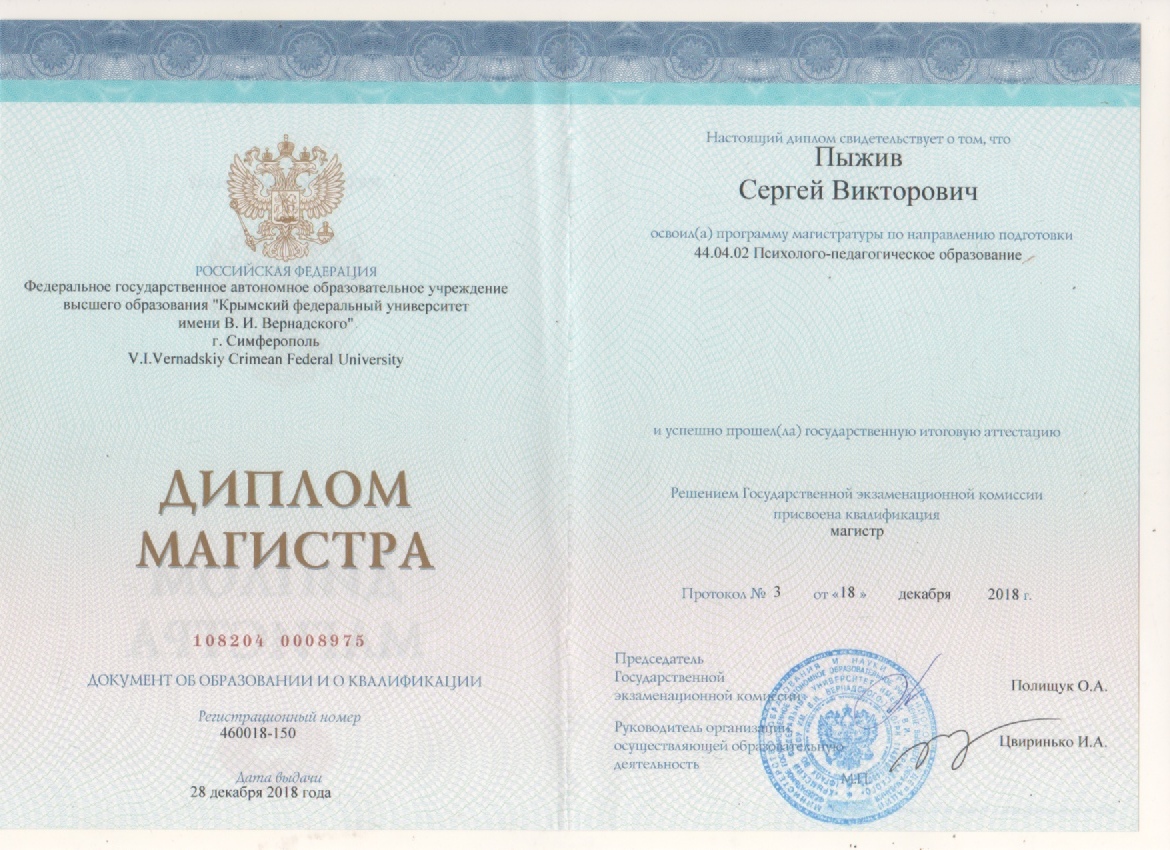 РОССИЙСКАЯ ФЕДЕРАЦИЯ
Федеральное государственное автономное образовательное учреждение
высшего образования "Крымский федеральный университет
имени В. И. Вернадского"
г. Симферополь
V.I.Vernadskiy Crimean Federal University
ДИПЛОМ
МАГИСТРА
108204 0008975
ДОКУМЕНТ ОБ ОБРАЗОВАНИИ И О КВАЛИФИКАЦИИ
Регистрационный номер
460018-150
Дата выдачи
28 декабря 2018 года
Настоящий диплом свидетельствует о том, что
Пыжив
Сергей Викторович
освоил(а) программу магистратуры по направлению подготовки
44.04.02 Психолого-педагогическое образование
и успешно прошел(ла) государственную итоговую аттестацию
Решением Государственной экзаменационной комиссии
присвоена квалификация
магистр
Протокол № 3 от «18 » декабря 2018 г.
Председатель
Государственной
экзаменационной комиссии
Полищук О.А.
Руководитель организации,
осуществляющей образовательную
деятельность
Цвиринько И.А.
М.П.